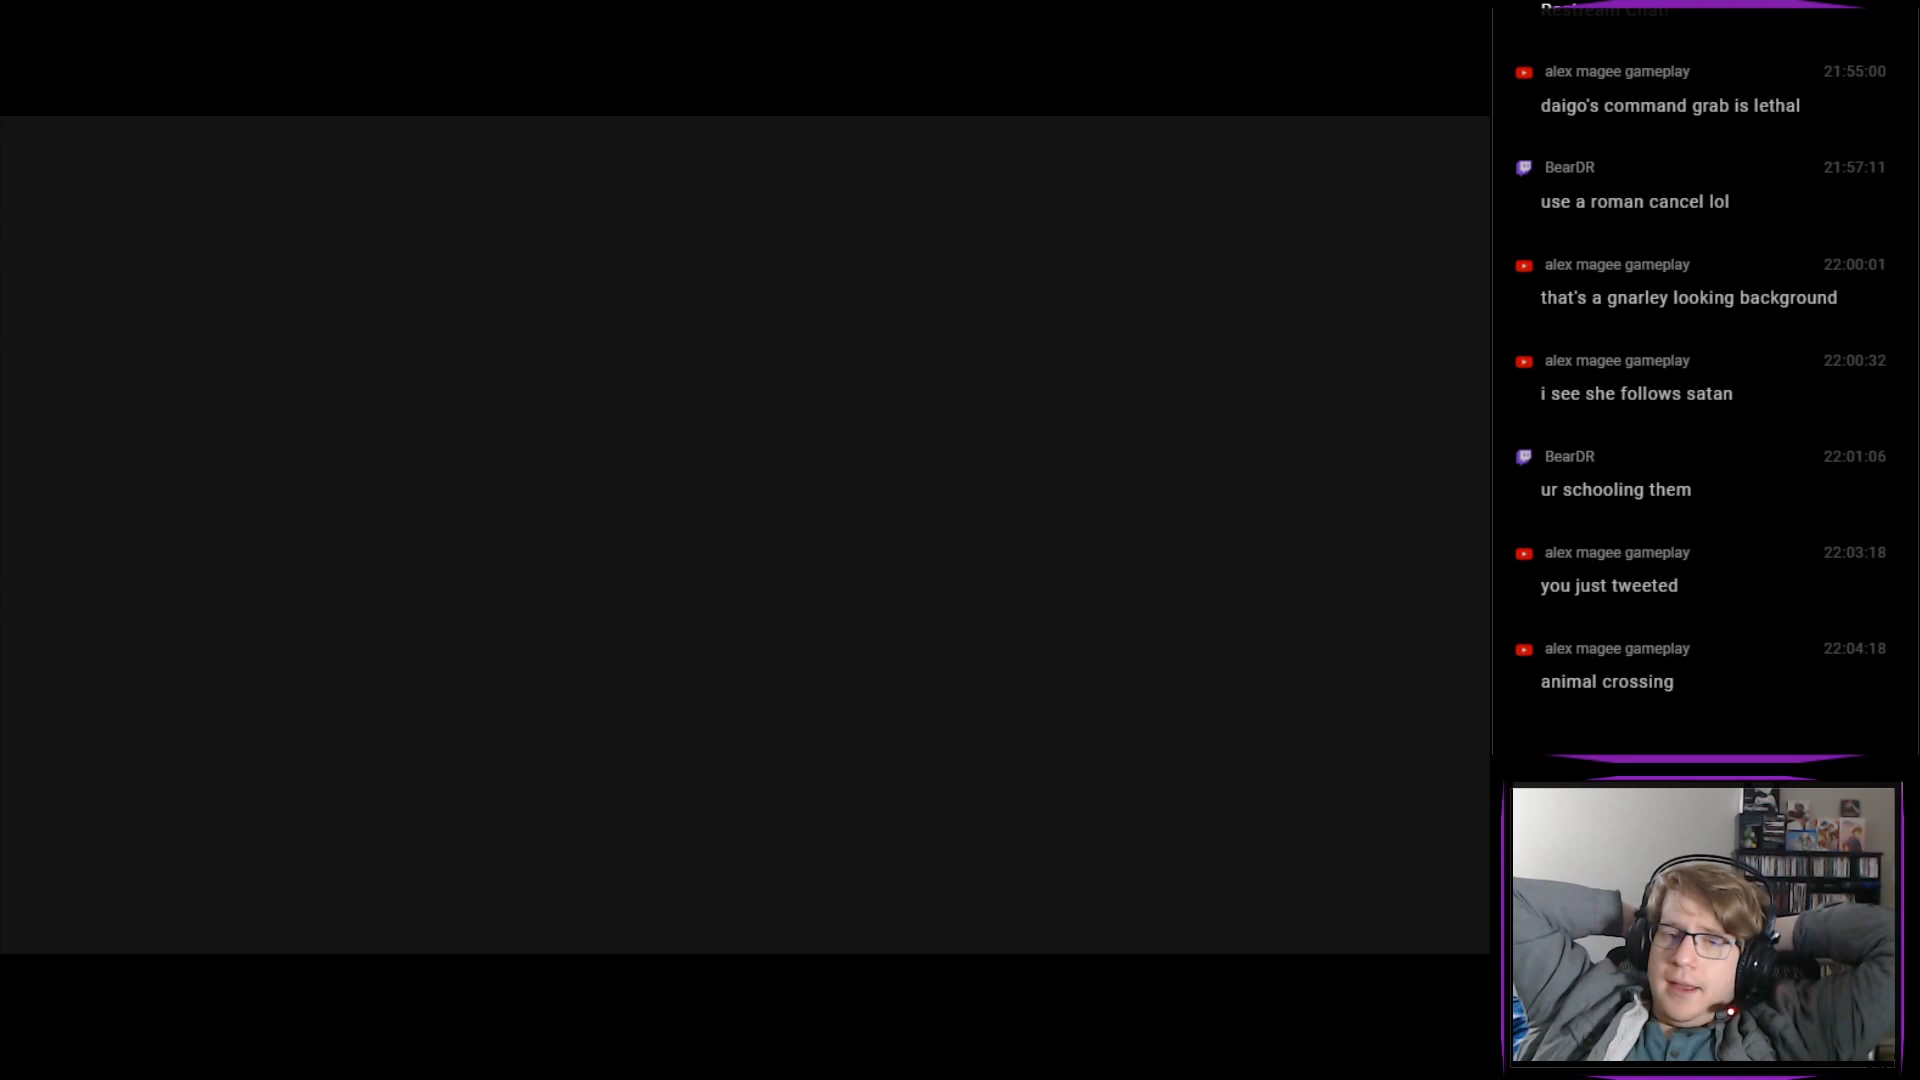 Restream Chat!
alex magee gameplay 21:55:00
daigo's command grab is lethal
BearDR 21:57:11
use a roman cancel lol
alex magee gameplay 22:00:01
that's a gnarley looking background
alex magee gameplay 22:00:32
i see she follows satan
BearDR 22:01:06
ur schooling them
alex magee gameplay 22:03:18
you just tweeted
alex magee gameplay 22:04:18
animal crossing